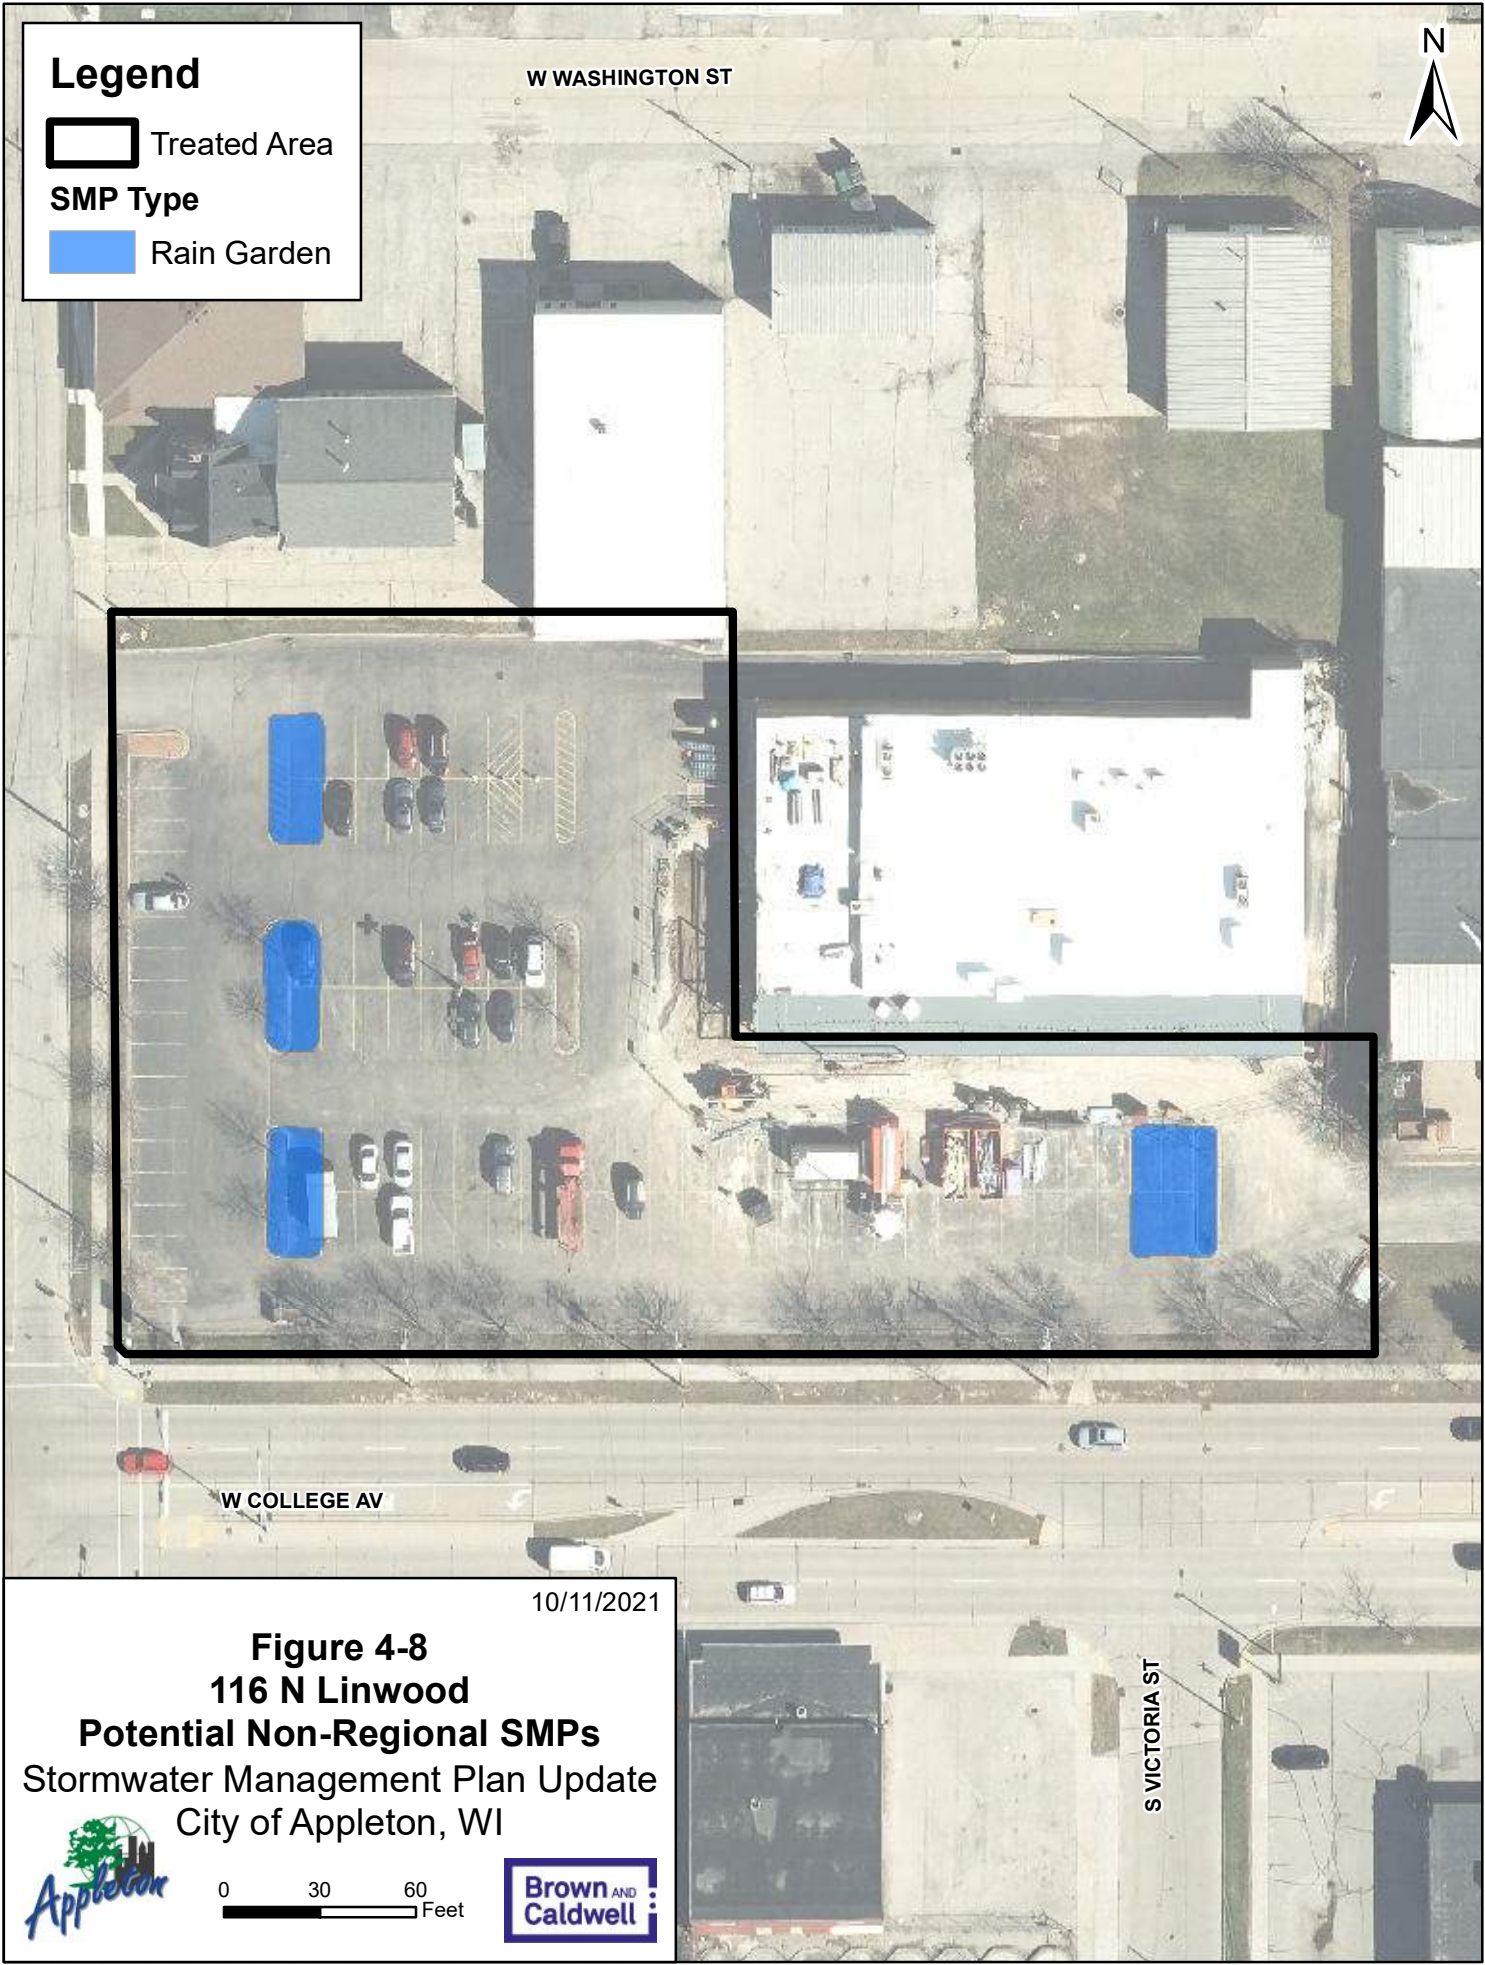 Legend
Treated Area
SMP Type
Rain Garden
W WASHINGTON ST
N
W COLLEGE AV
S VICTORIA ST
10/11/2021
Figure 4-8
116 N Linwood
Potential Non-Regional SMPs
Stormwater Management Plan Update
City of Appleton, WI
Appleton
0 30 60
Feet
Brown AND
Caldwell